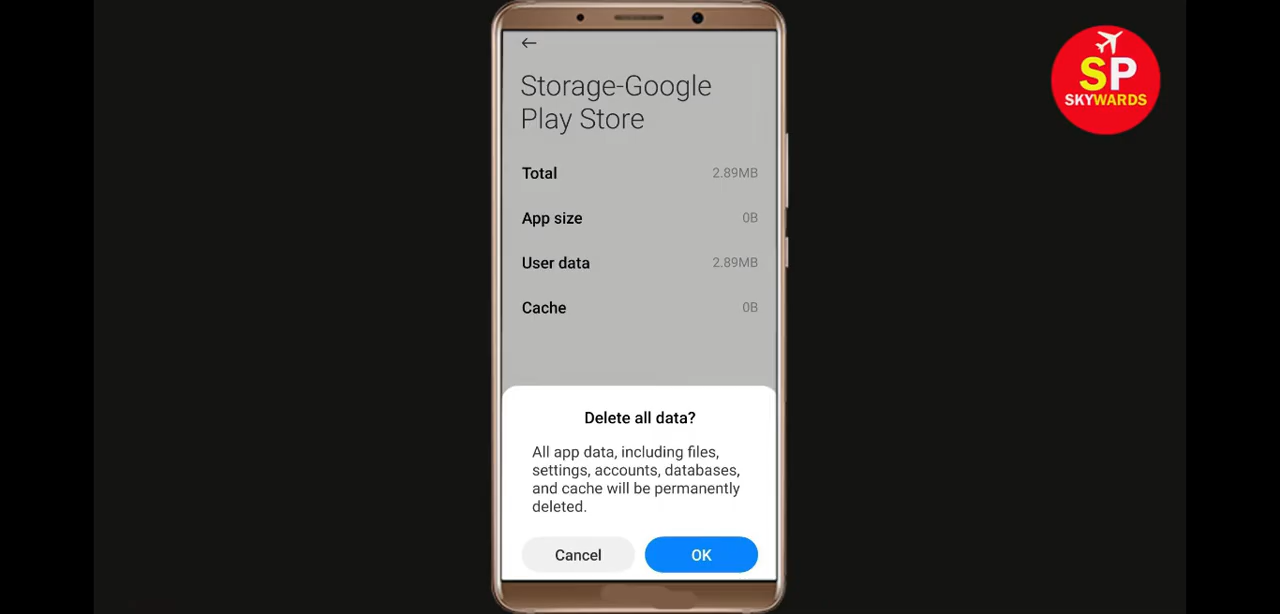 SP
SKYWARDS
Storage-Google
Play Store
Total 2.89MB
App size 0B
User data 2.89MB
Cache 0B
Delete all data?
All app data, including files,
settings, accounts, databases,
and cache will be permanently
deleted.
Cancel OK